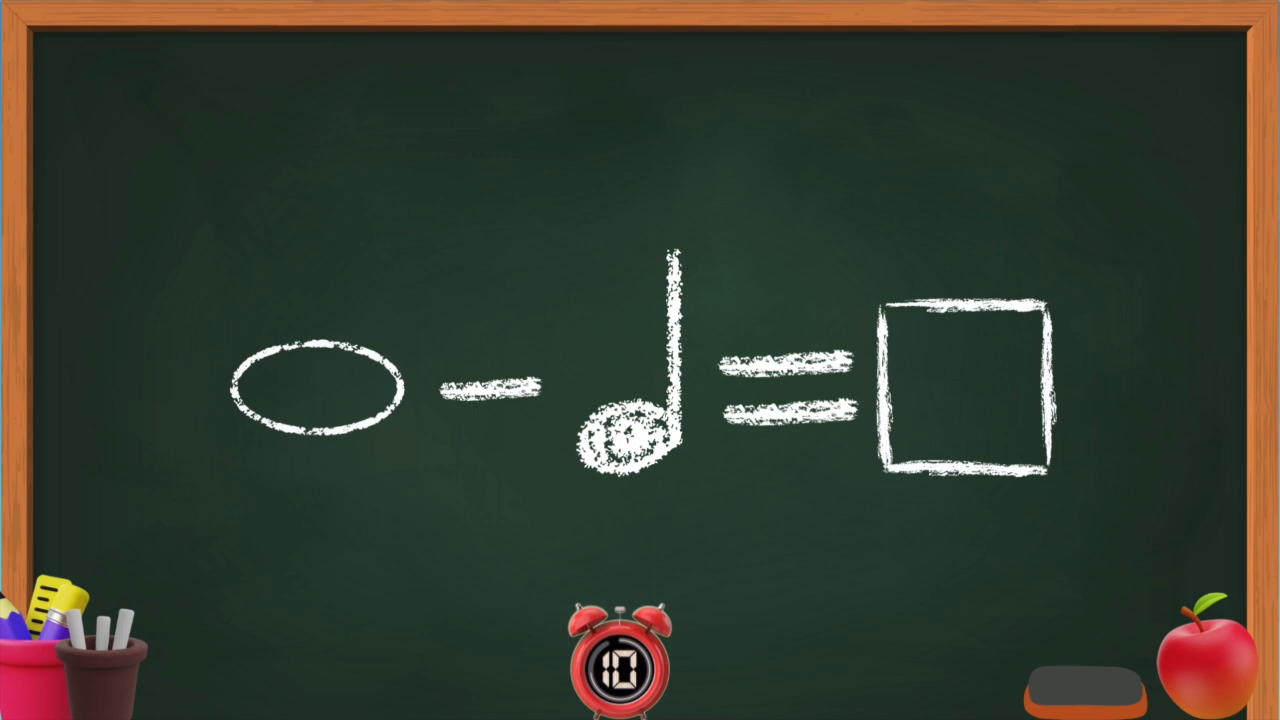 𝅝 − ♩ = □
10